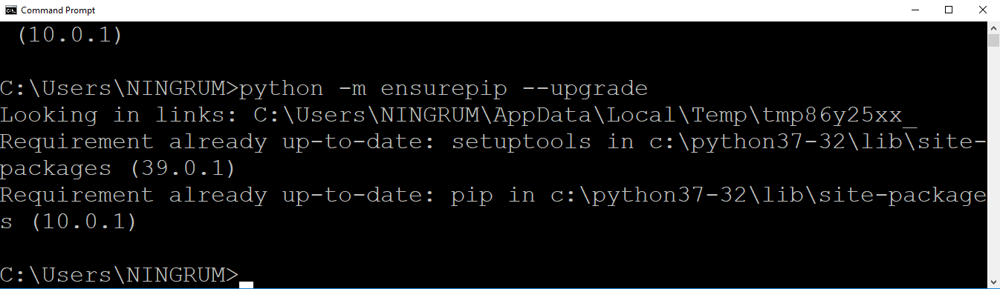 Command Prompt
(10.0.1)
C:\Users\NINGRUM>python -m ensurepip --upgrade
Looking in links: C:\Users\NINGRUM\AppData\Local\Temp\tmp86y25xx_
Requirement already up-to-date: setuptools in c:\python37-32\lib\site-
packages (39.0.1)
Requirement already up-to-date: pip in c:\python37-32\lib\site-package
s (10.0.1)
C:\Users\NINGRUM>